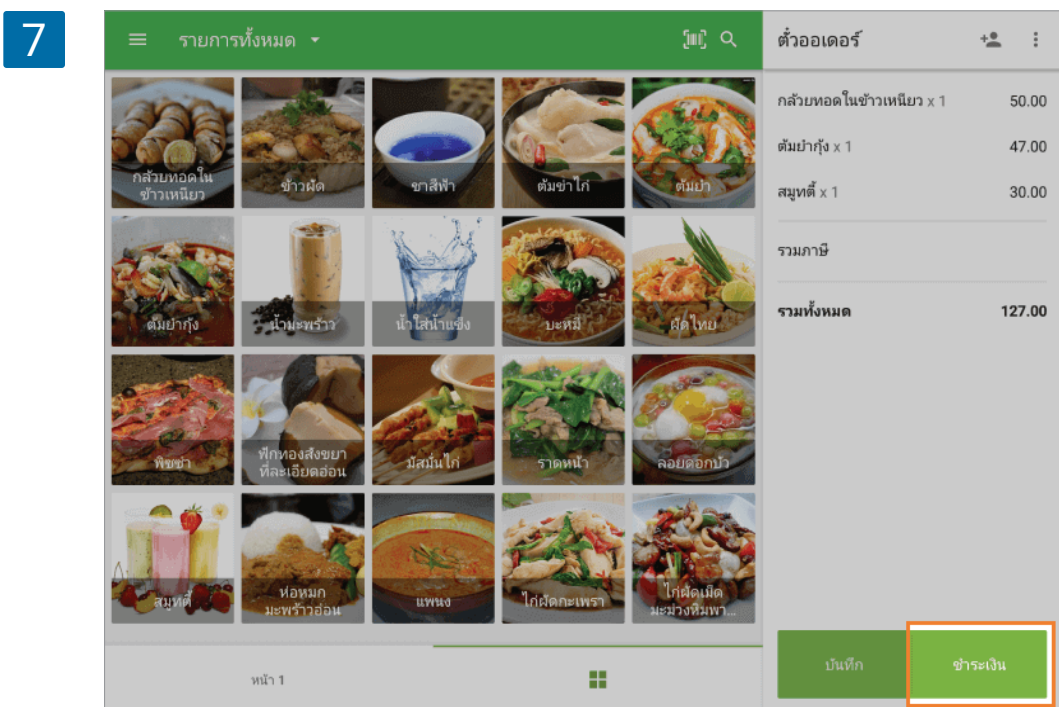 7
รายการทั้งหมด
ตั๋วออเดอร์
กล้วยทอดใน
ข้าวเหนียว
ข้าวผัด
ชาสีฟ้า
ต้มข่าไก่
ต้มยำ
ต้มยำกุ้ง
น้ำมะพร้าว
น้ำใส่น้ำแข็ง
บะหมี่
ผัดไทย
พิซซ่า
ฟักทองสังขยา
ที่ละเอียดอ่อน
มัสมั่นไก่
ราดหน้า
ลอยดอกบัว
สมูทตี้
ห่อหมก
มะพร้าวอ่อน
แพนง
ไก่ผัดกะเพรา
ไก่ผัดเม็ด
มะม่วงหิมพา...
หน้า 1
กล้วยทอดในข้าวเหนียว x 1 50.00
ต้มยำกุ้ง x 1 47.00
สมูทตี้ x 1 30.00
รวมภาษี
รวมทั้งหมด 127.00
บันทึก
ชำระเงิน